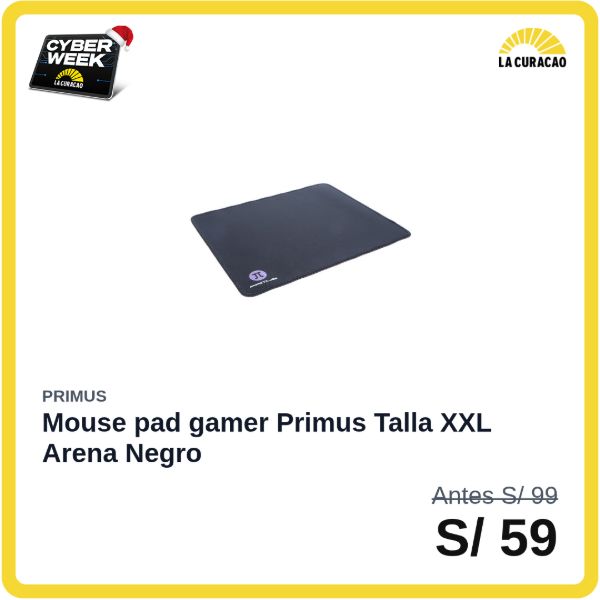 CYBER
WEEK
LA CURACAO
LA CURACAO
PRIMUS
Mouse pad gamer Primus Talla XXL
Arena Negro
Antes S/ 99
S/ 59